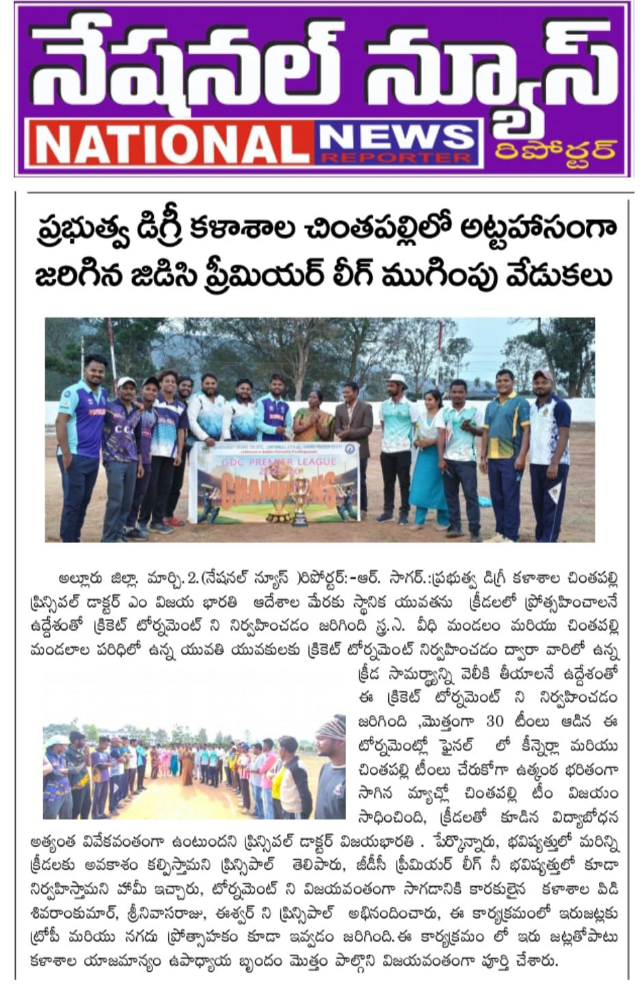 నేషనల్ న్యూస్
NATIONAL NEWS
REPORTER
రిపోర్టర్
ప్రభుత్వ డిగ్రీ కళాశాల చింతపల్లిలో అట్టహాసంగా
జరిగిన జిడిసి ప్రీమియర్ లీగ్ ముగింపు వేడుకలు
GDC PREMIER LEAGUE
CHAMPIONS
అల్లూరు జిల్లా. మార్చి.2.(నేషనల్ న్యూస్ )రిపోర్టర్:-ఆర్. సాగర్.:ప్రభుత్వ డిగ్రీ కళాశాల చింతపల్లి
ప్రిన్సిపల్ డాక్టర్ ఎం విజయ భారతి ఆదేశాల మేరకు స్థానిక యువతను క్రీడలలో ప్రోత్సహించాలనే
ఉద్దేశంతో క్రికెట్ టోర్నమెంట్ ని నిర్వహించడం జరిగింది వీధి మండలం మరియు చింతపల్లి
మండలాల పరిధిలో ఉన్న యువతి యువకులకు క్రికెట్ టోర్నమెంట్ నిర్వహించడం ద్వారా వారిలో ఉన్న
క్రీడ సామర్థ్యాన్ని వెలికి తీయాలనే ఉద్దేశంతో
ఈ క్రికెట్ టోర్నమెంట్ ని నిర్వహించడం
జరిగింది ,మొత్తంగా 30 టీంలు ఆడిన ఈ
టోర్నమెంట్లో ఫైనల్ లో కిన్నెర్లా మరియు
చింతపల్లి టీంలు చేరుకోగా ఉత్కంఠ భరితంగా
సాగిన మ్యాచ్లో చింతపల్లి టీం విజయం
సాధించింది, క్రీడలతో కూడిన విద్యాబోధన
అత్యంత వివేకవంతంగా ఉంటుందని ప్రిన్సిపల్ డాక్టర్ విజయభారతి . పేర్కొన్నారు, భవిష్యత్తులో మరిన్ని
క్రీడలకు అవకాశం కల్పిస్తామని ప్రిన్సిపాల్ తెలిపారు, జీడీసీ ప్రీమియర్ లీగ్ నీ భవిష్యత్తులో కూడా
నిర్వహిస్తామని హామీ ఇచ్చారు, టోర్నమెంట్ ని విజయవంతంగా సాగడానికి కారకులైన కళాశాల పిడి
శివరాంకుమార్, శ్రీనివాసరాజు, ఈశ్వర్ ని ప్రిన్సిపాల్ అభినందించారు, ఈ కార్యక్రమంలో ఇరుజట్లకు
ట్రోపీ మరియు నగదు ప్రోత్సాహకం కూడా ఇవ్వడం జరిగింది.ఈ కార్యక్రమం లో ఇరు జట్లతోపాటు
కళాశాల యాజమాన్యం ఉపాధ్యాయ బృందం మొత్తం పాల్గొని విజయవంతంగా పూర్తి చేశారు.